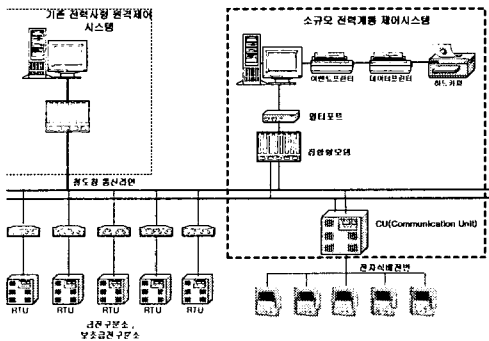 기존 전력사령 원격제어
시스템
소규모 전력계통 제어시스템
이벤트프린터
데이터프린터
하드카피
멀티포트
집합형모뎀
철도청 통신라인
CU(Communication Unit)
전자식배전반
RTU
RTU
RTU
RTU
RTU
급전구분소,
보조급전구분소